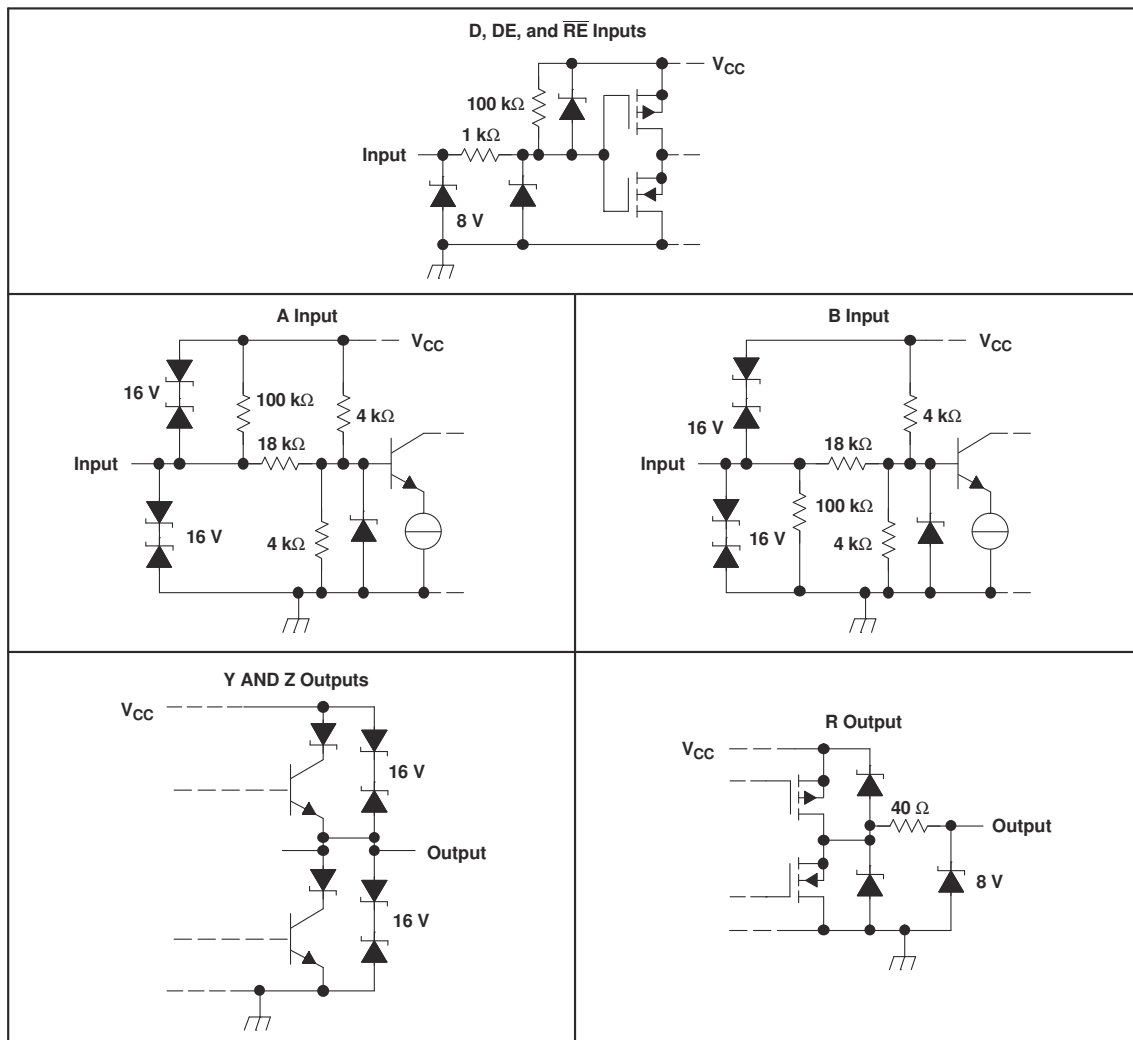 D, DE, and R̅E̅ Inputs
V_CC
100 kΩ
1 kΩ
Input
8 V
A Input
V_CC
16 V
100 kΩ
4 kΩ
18 kΩ
Input
16 V
4 kΩ
B Input
V_CC
16 V
4 kΩ
18 kΩ
Input
100 kΩ
16 V
4 kΩ
Y AND Z Outputs
V_CC
16 V
Output
16 V
R Output
V_CC
40 Ω
Output
8 V